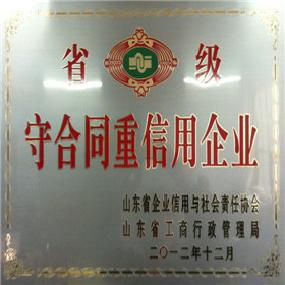 省级
守合同重信用企业
山东省企业信用与社会责任协会
山东省工商行政管理局
二〇一二年十二月